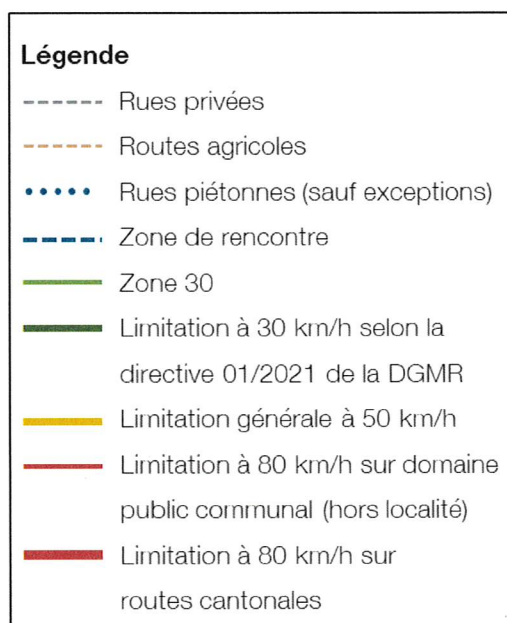 Légende
Rues privées
Routes agricoles
Rues piétonnes (sauf exceptions)
Zone de rencontre
Zone 30
Limitation à 30 km/h selon la
directive 01/2021 de la DGMR
Limitation générale à 50 km/h
Limitation à 80 km/h sur domaine
public communal (hors localité)
Limitation à 80 km/h sur
routes cantonales